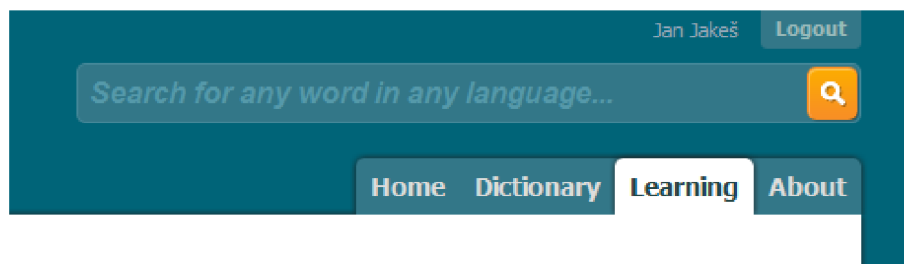 Jan Jakeš Logout
Search for any word in any language...
Home Dictionary Learning About